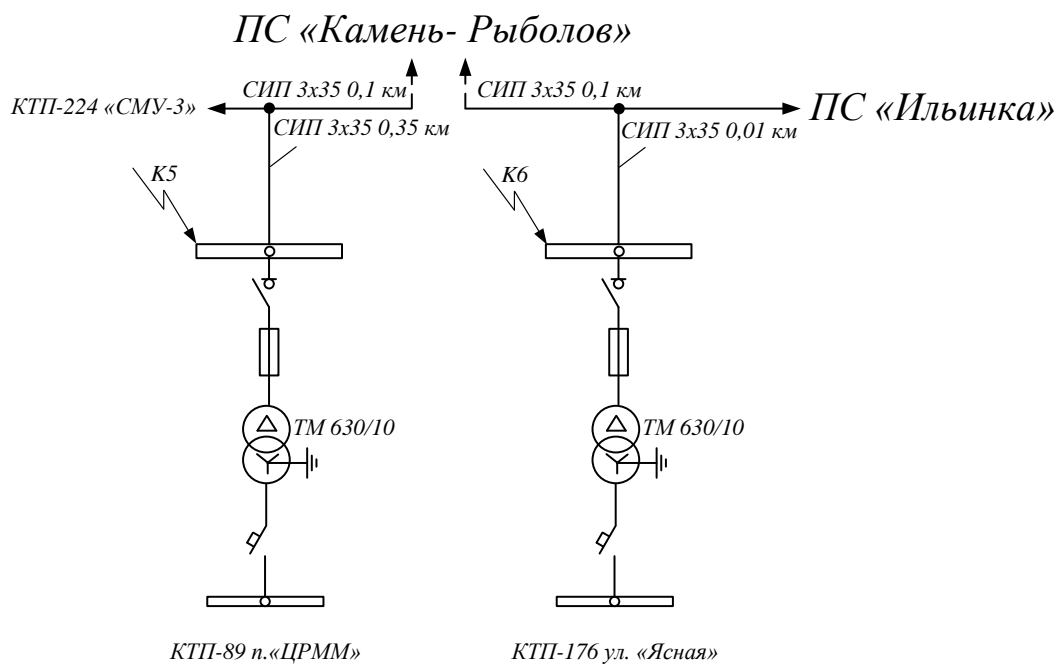 ПС «Камень- Рыболов»
СИП 3х35 0,1 км
СИП 3х35 0,1 км
КТП-224 «СМУ-3»
ПС «Ильинка»
СИП 3х35 0,35 км
СИП 3х35 0,01 км
К5
К6
ТМ 630/10
ТМ 630/10
КТП-89 п.«ЦРММ»
КТП-176 ул. «Ясная»